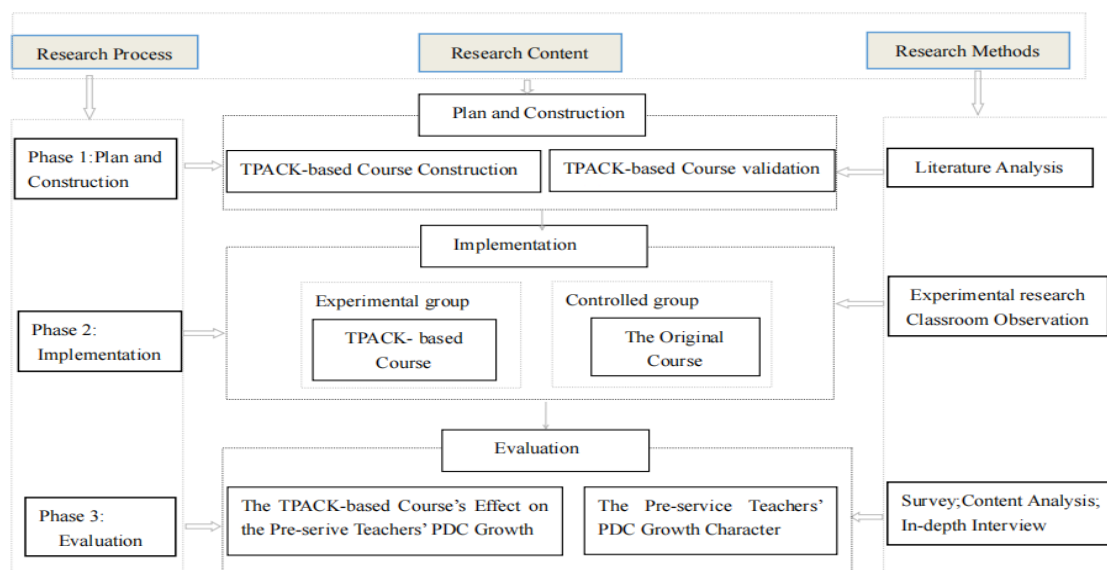 Research Process
Research Content
Research Methods
Plan and Construction
Phase 1:Plan and
Construction
TPACK-based Course Construction
TPACK-based Course validation
Literature Analysis
Implementation
Phase 2:
Implementation
Experimental group
TPACK- based
Course
Controlled group
The Original
Course
Experimental research
Classroom Observation
Evaluation
Phase 3:
Evaluation
The TPACK-based Course’s Effect on
the Pre-serive Teachers’ PDC Growth
The Pre-service Teachers’
PDC Growth Character
Survey;Content Analysis;
In-depth Interview